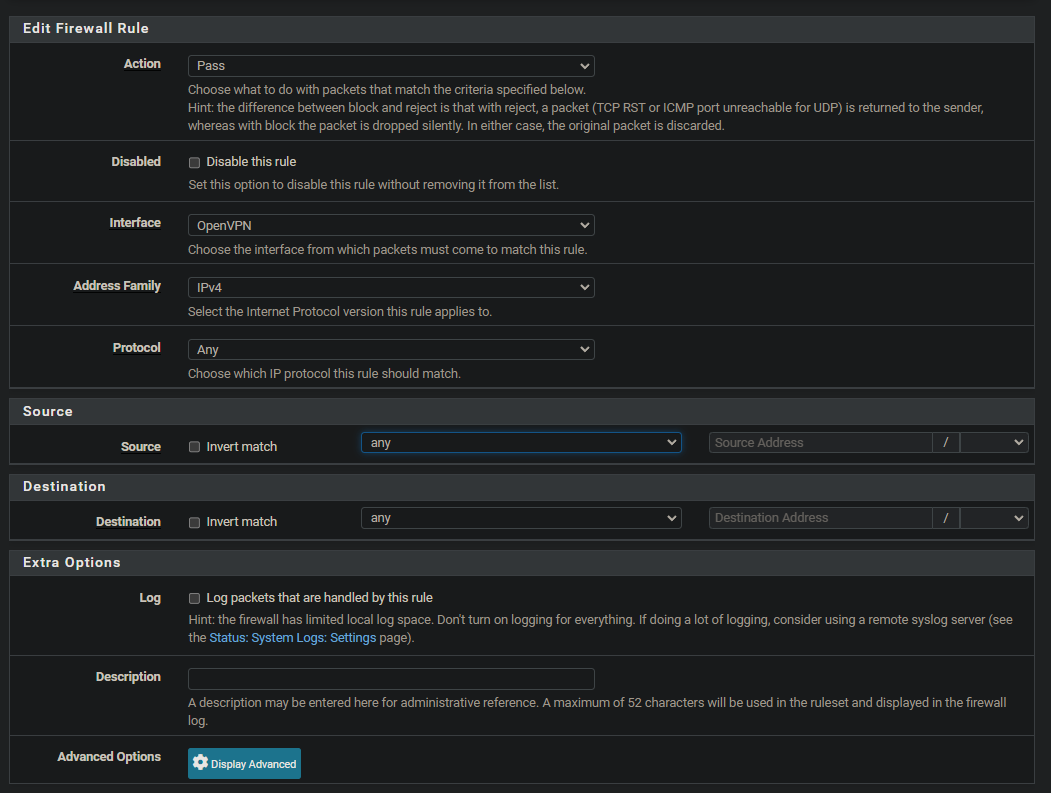 Edit Firewall Rule
Action
Pass
Choose what to do with packets that match the criteria specified below.
Hint: the difference between block and reject is that with reject, a packet (TCP RST or ICMP port unreachable for UDP) is returned to the sender,
whereas with block the packet is dropped silently. In either case, the original packet is discarded.
Disabled
Disable this rule
Set this option to disable this rule without removing it from the list.
Interface
OpenVPN
Choose the interface from which packets must come to match this rule.
Address Family
IPv4
Select the Internet Protocol version this rule applies to.
Protocol
Any
Choose which IP protocol this rule should match.
Source
Source
Invert match
any
Source Address
/
Destination
Destination
Invert match
any
Destination Address
/
Extra Options
Log
Log packets that are handled by this rule
Hint: the firewall has limited local log space. Don't turn on logging for everything. If doing a lot of logging, consider using a remote syslog server (see
the Status: System Logs: Settings page).
Description
A description may be entered here for administrative reference. A maximum of 52 characters will be used in the ruleset and displayed in the firewall
log.
Advanced Options
Display Advanced